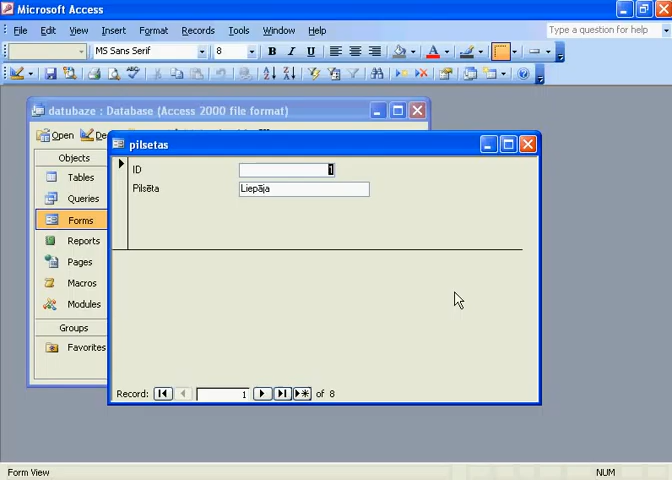 Microsoft Access
File Edit View Insert Format Records Tools Window Help Type a question for help
MS Sans Serif 8 B I U A
datubaze : Database (Access 2000 file format)
Open
Objects
Tables
Queries
Forms
Reports
Pages
Macros
Modules
Groups
Favorites
pilsetas
ID 1
Pilsēta Liepāja
Record: 1 of 8
Form View NUM